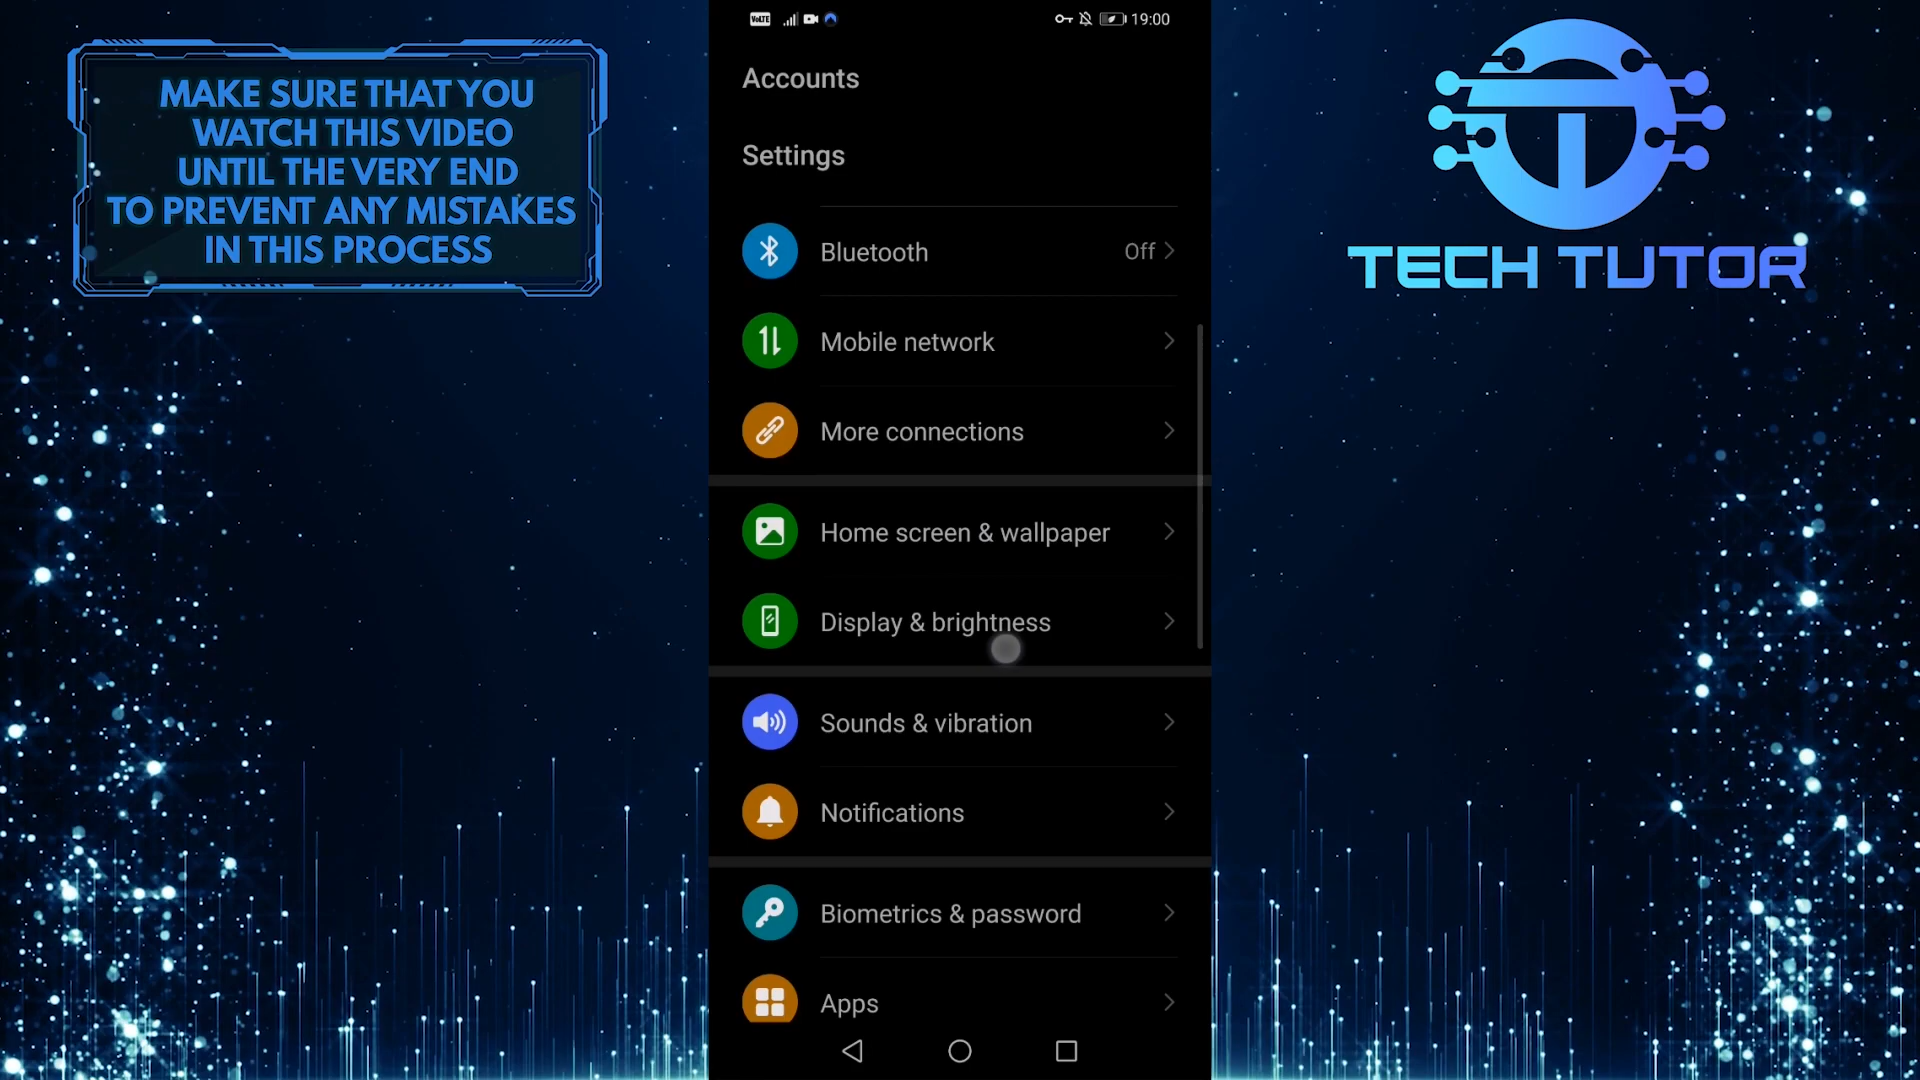 MAKE SURE THAT YOU
WATCH THIS VIDEO
UNTIL THE VERY END
TO PREVENT ANY MISTAKES
IN THIS PROCESS
VoLTE
19:00
Accounts
Settings
Bluetooth Off
Mobile network
More connections
Home screen & wallpaper
Display & brightness
Sounds & vibration
Notifications
Biometrics & password
Apps
TECH TUTOR